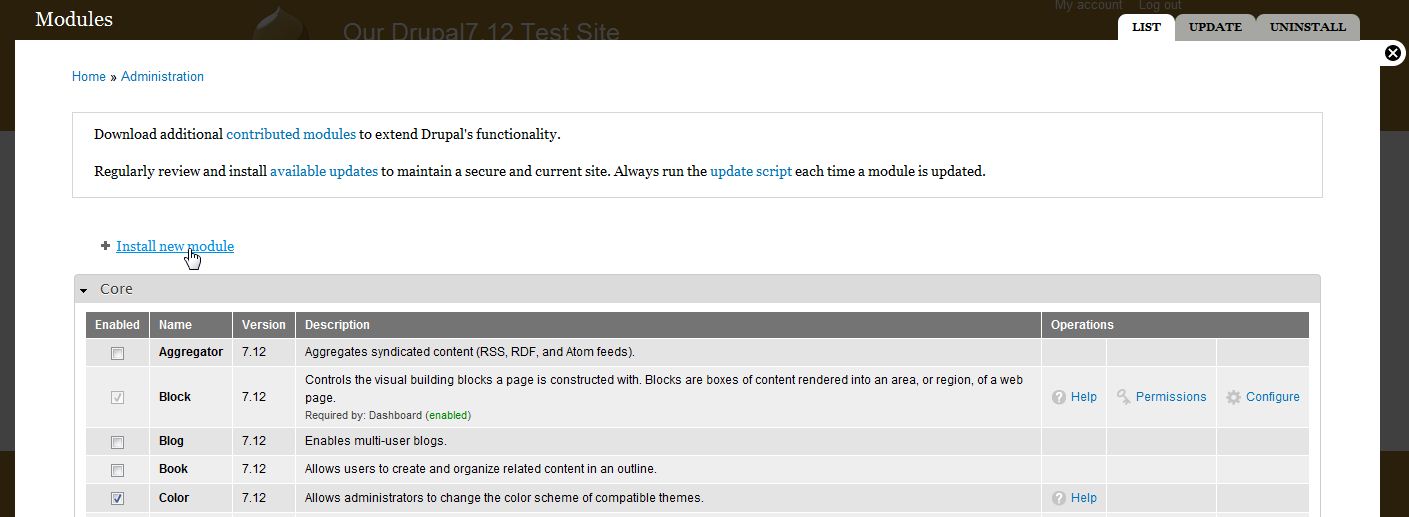 My account Log out
Modules
Our Drupal7.12 Test Site
LIST UPDATE UNINSTALL
Home » Administration
Download additional contributed modules to extend Drupal's functionality.
Regularly review and install available updates to maintain a secure and current site. Always run the update script each time a module is updated.
Install new module
Core
Enabled Name Version Description Operations
Aggregator 7.12 Aggregates syndicated content (RSS, RDF, and Atom feeds).
Block 7.12 Controls the visual building blocks a page is constructed with. Blocks are boxes of content rendered into an area, or region, of a web
page.
Required by: Dashboard (enabled)
Help Permissions Configure
Blog 7.12 Enables multi-user blogs.
Book 7.12 Allows users to create and organize related content in an outline.
Color 7.12 Allows administrators to change the color scheme of compatible themes. Help